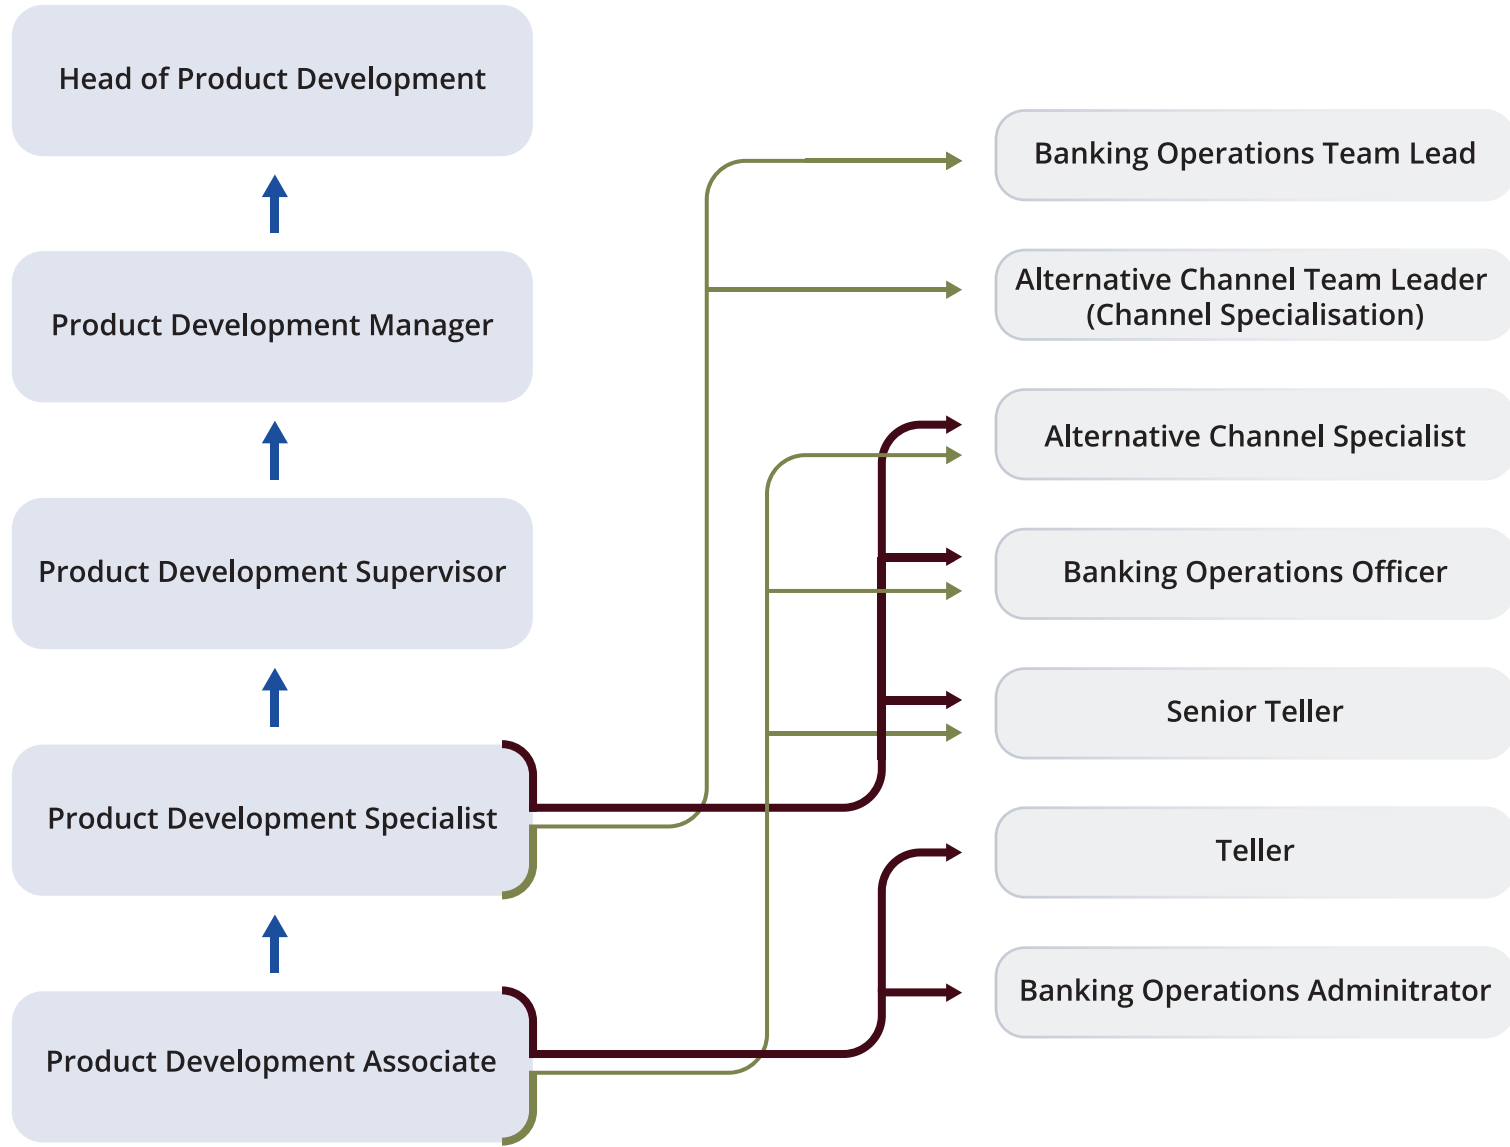 Head of Product Development
Product Development Manager
Product Development Supervisor
Product Development Specialist
Product Development Associate
Banking Operations Team Lead
Alternative Channel Team Leader
(Channel Specialisation)
Alternative Channel Specialist
Banking Operations Officer
Senior Teller
Teller
Banking Operations Adminitrator